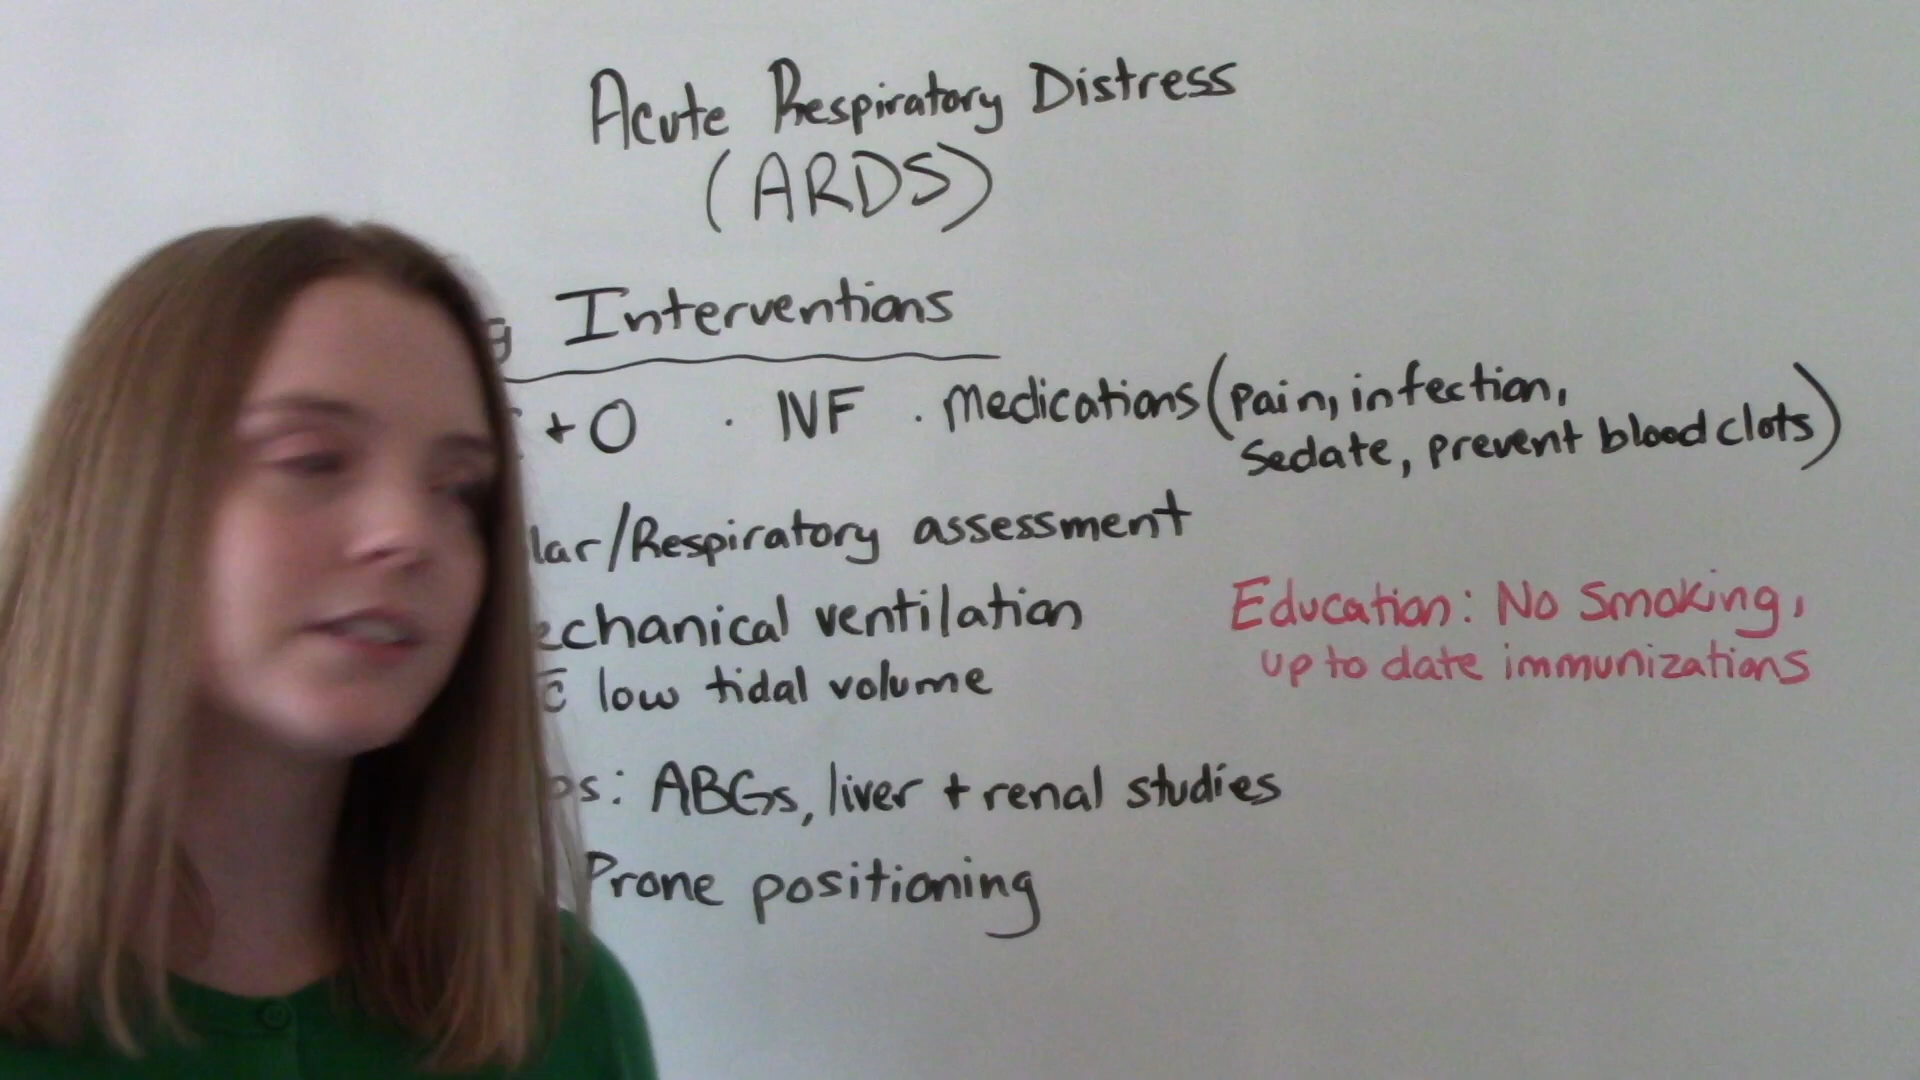 Acute Respiratory Distress
(ARDS)
g Interventions
+ O · IVF · Medications (pain, infection,
Sedate, prevent blood clots)
lar/Respiratory assessment
echanical ventilation
c̄ low tidal volume
Education: No Smoking,
up to date immunizations
bs: ABGs, liver + renal studies
Prone positioning